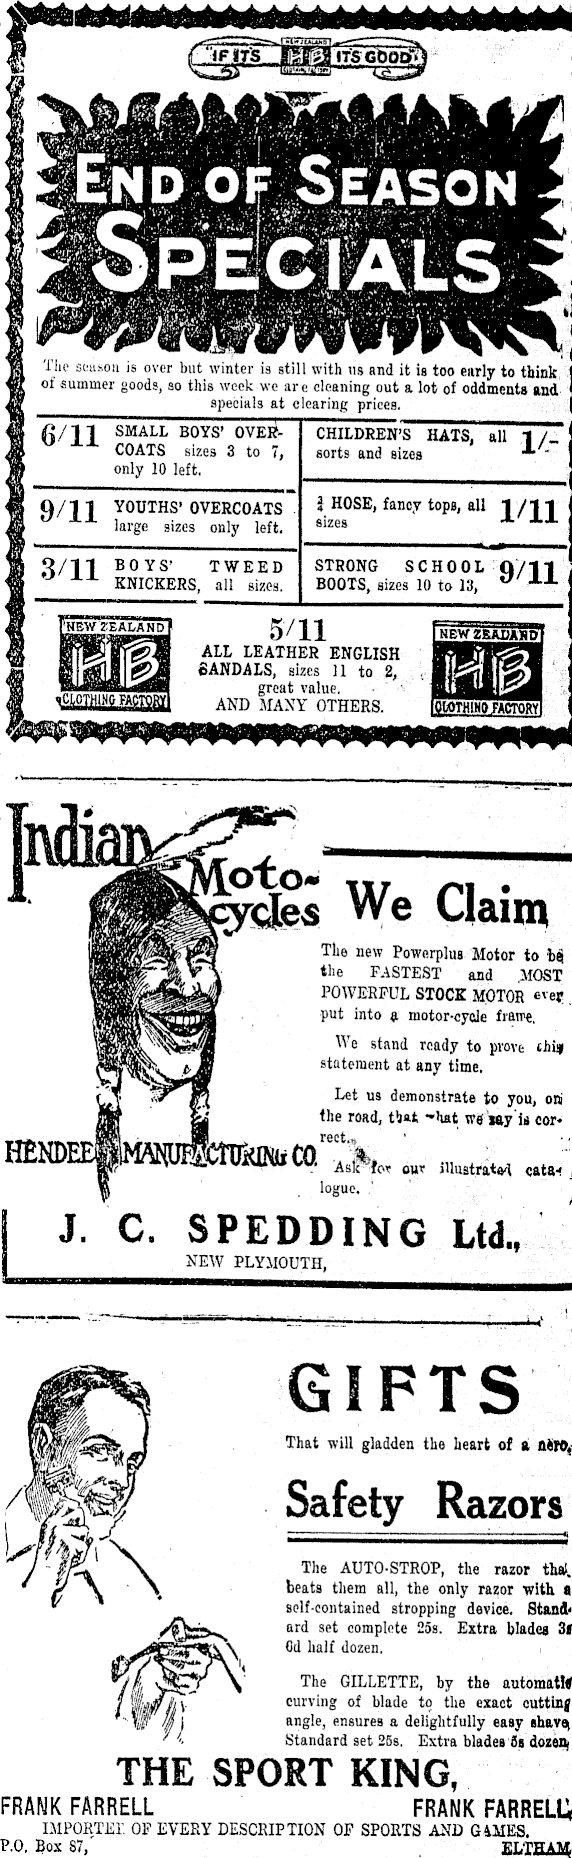 "IF IT'S
NEW ZEALAND
HB
CLOTHING FACTORY
ITS GOOD"
END OF SEASON
SPECIALS
The season is over but winter is still with us and it is too early to think
of summer goods, so this week we are cleaning out a lot of oddments and
specials at clearing prices.
6/11 SMALL BOYS' OVER-
COATS sizes 3 to 7,
only 10 left.
9/11 YOUTHS' OVERCOATS
large sizes only left.
3/11 BOYS' TWEED
KNICKERS, all sizes.
CHILDREN'S HATS, all
sorts and sizes 1/-
¾ HOSE, fancy tops, all
sizes 1/11
STRONG SCHOOL
BOOTS, sizes 10 to 13, 9/11
NEW ZEALAND
HB
CLOTHING FACTORY
5/11
ALL LEATHER ENGLISH
SANDALS, sizes 11 to 2,
great value.
AND MANY OTHERS.
NEW ZEALAND
HB
CLOTHING FACTORY
Indian
Moto-
cycles
HENDEE MANUFACTURING CO.
We Claim
The new Powerplus Motor to be
the FASTEST and MOST
POWERFUL STOCK MOTOR ever
put into a motor-cycle frame.
We stand ready to prove this
statement at any time.
Let us demonstrate to you, on
the road, that what we say is cor-
rect.
Ask for our illustrated cata-
logue.
J. C. SPEDDING Ltd.,
NEW PLYMOUTH,
GIFTS
That will gladden the heart of a hero,
Safety Razors
The AUTO-STROP, the razor that
beats them all, the only razor with a
self-contained stropping device. Stand-
ard set complete 25s. Extra blades 3s
6d half dozen.
The GILLETTE, by the automatic
curving of blade to the exact cutting
angle, ensures a delightfully easy shave,
Standard set 25s. Extra blades 5s dozen,
THE SPORT KING,
FRANK FARRELL FRANK FARRELL,
IMPORTER OF EVERY DESCRIPTION OF SPORTS AND GAMES.
P.O. Box 87, ELTHAM